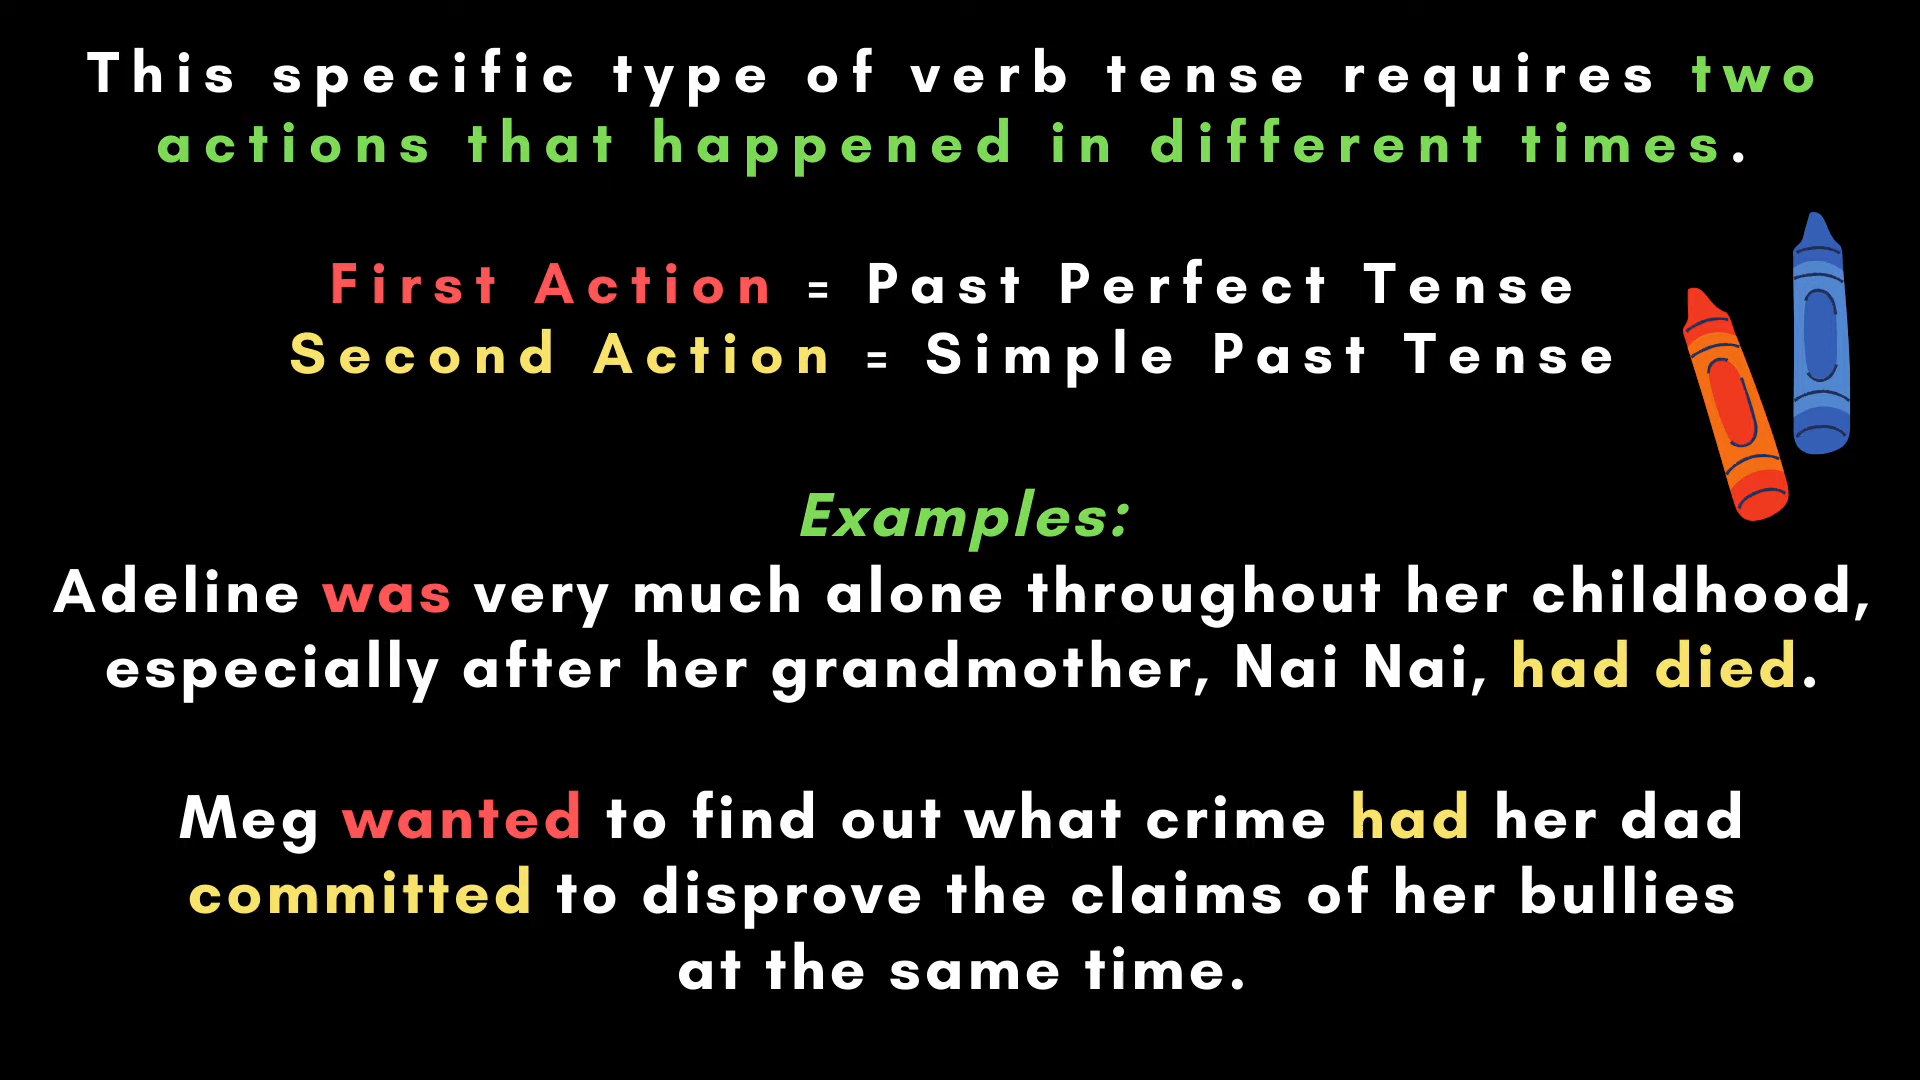 This specific type of verb tense requires two
actions that happened in different times.
First Action = Past Perfect Tense
Second Action = Simple Past Tense
Examples:
Adeline was very much alone throughout her childhood,
especially after her grandmother, Nai Nai, had died.
Meg wanted to find out what crime had her dad
committed to disprove the claims of her bullies
at the same time.